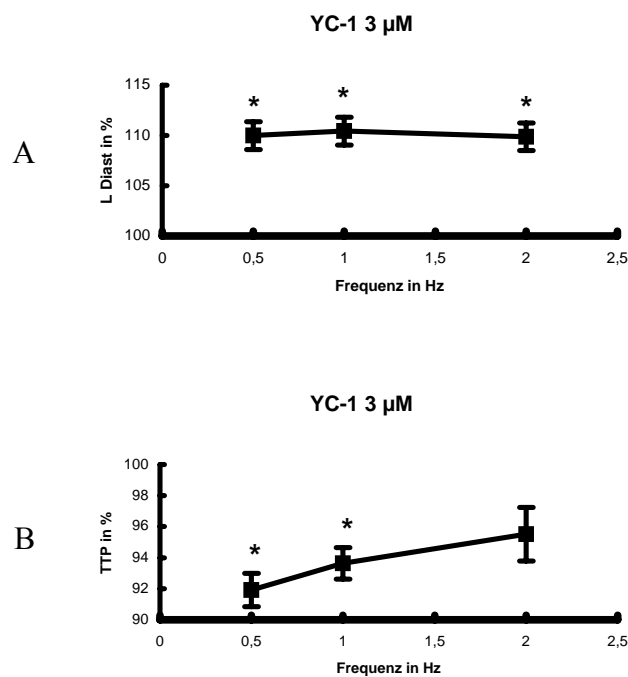 YC-1 3 µM
A
L Diast in %
115
110
105
100
* * *
0 0,5 1 1,5 2 2,5
Frequenz in Hz
YC-1 3 µM
B
TTP in %
100
98
96
94
92
90
* *
0 0,5 1 1,5 2 2,5
Frequenz in Hz